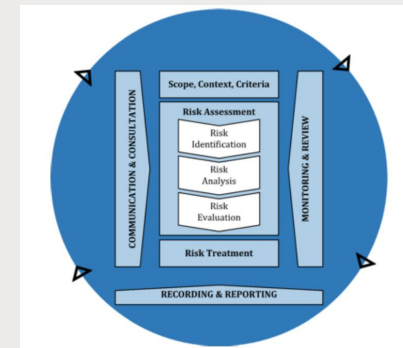 Scope, Context, Criteria
COMMUNICATION & CONSULTATION
Risk Assessment
Risk
Identification
Risk
Analysis
Risk
Evaluation
MONITORING & REVIEW
Risk Treatment
RECORDING & REPORTING